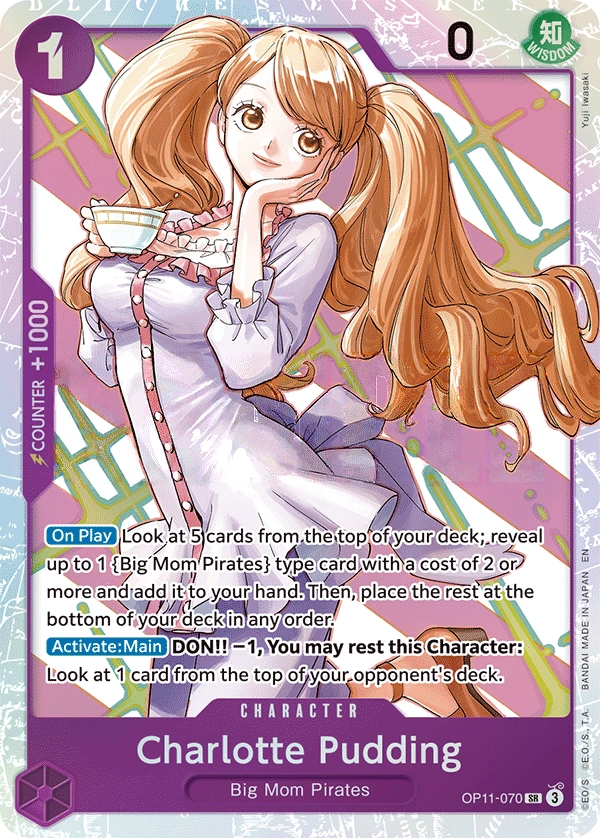 1
0
知
WISDOM
Yuji Iwasaki
COUNTER +1000
On Play Look at 5 cards from the top of your deck; reveal
up to 1 {Big Mom Pirates} type card with a cost of 2 or
more and add it to your hand. Then, place the rest at the
bottom of your deck in any order.
Activate:Main DON!! −1, You may rest this Character:
Look at 1 card from the top of your opponent's deck.
CHARACTER
Charlotte Pudding
Big Mom Pirates
OP11-070 SR 3
©EO/S ©E.O./S., T.A. BANDAI MADE IN JAPAN EN